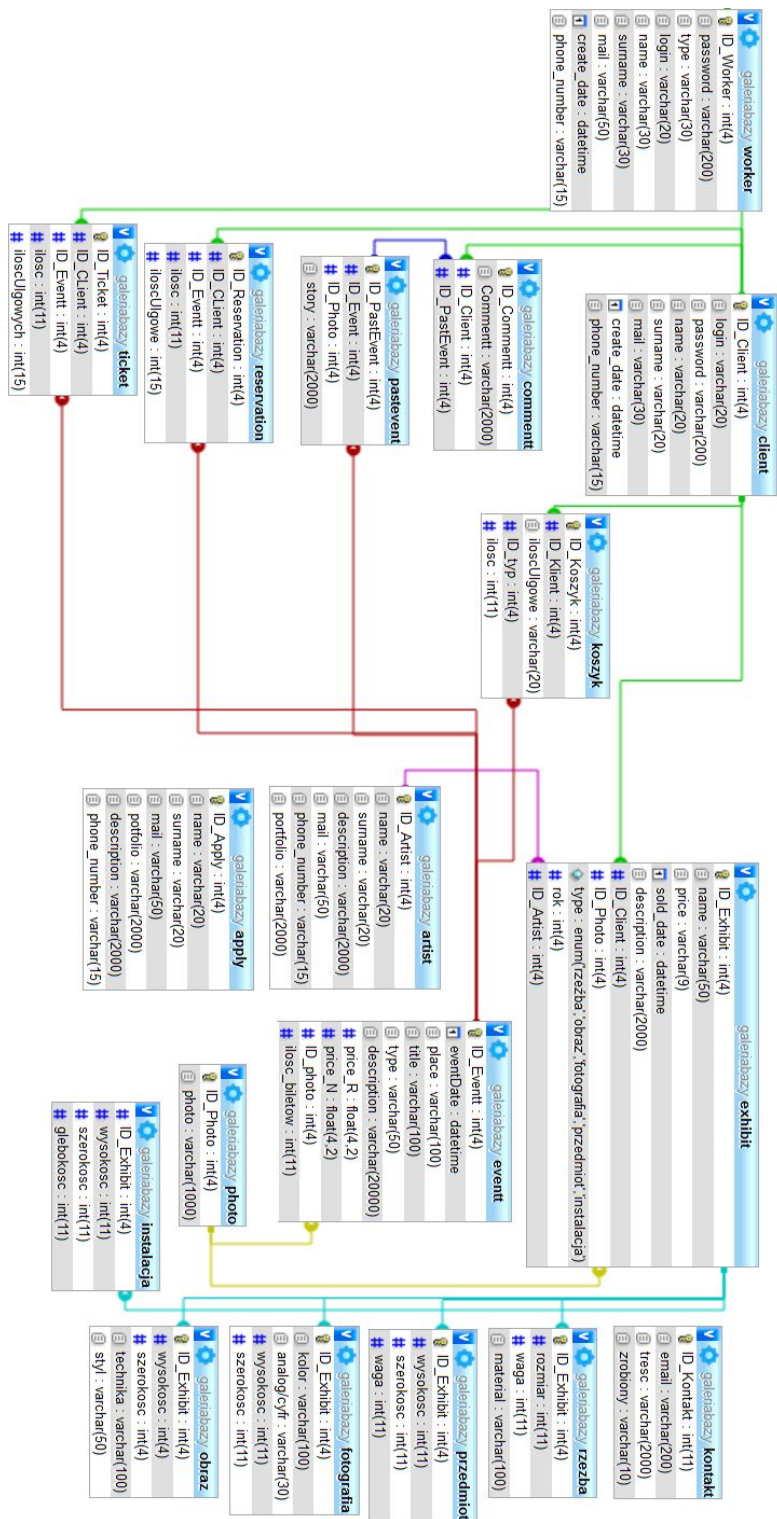 galeriabazy worker
ID_Worker : int(4)
password : varchar(200)
type : varchar(30)
login : varchar(20)
name : varchar(30)
surname : varchar(30)
mail : varchar(50)
create_date : datetime
phone_number : varchar(15)
galeriabazy client
ID_Client : int(4)
login : varchar(20)
password : varchar(200)
name : varchar(20)
surname : varchar(20)
mail : varchar(30)
create_date : datetime
phone_number : varchar(15)
galeriabazy commentt
ID_Commentt : int(4)
Commentt : varchar(2000)
ID_Client : int(4)
ID_PastEvent : int(4)
galeriabazy pastevent
ID_PastEvent : int(4)
ID_Event : int(4)
ID_Photo : int(4)
story : varchar(2000)
galeriabazy reservation
ID_Reservation : int(4)
ID_CLient : int(4)
ID_Eventt : int(4)
ilosc : int(11)
iloscUlgowe : int(15)
galeriabazy ticket
ID_Ticket : int(4)
ID_CLient : int(4)
ID_Eventt : int(4)
ilosc : int(11)
iloscUlgowych : int(15)
galeriabazy koszyk
ID_Koszyk : int(4)
ID_Klient : int(4)
iloscUlgowe : varchar(20)
ID_typ : int(4)
ilosc : int(11)
galeriabazy exhibit
ID_Exhibit : int(4)
name : varchar(50)
price : varchar(9)
sold_date : datetime
description : varchar(2000)
ID_Client : int(4)
ID_Photo : int(4)
type : enum('rzeźba','obraz','fotografia','przedmiot','instalacja')
rok : int(4)
ID_Artist : int(4)
galeriabazy artist
ID_Artist : int(4)
name : varchar(20)
surname : varchar(20)
description : varchar(2000)
mail : varchar(50)
phone_number : varchar(15)
portfolio : varchar(2000)
galeriabazy apply
ID_Apply : int(4)
name : varchar(20)
surname : varchar(20)
mail : varchar(50)
potfolio : varchar(2000)
description : varchar(2000)
phone_number : varchar(15)
galeriabazy eventt
ID_Eventt : int(4)
eventDate : datetime
place : varchar(100)
title : varchar(100)
type : varchar(50)
description : varchar(20000)
price_R : float(4,2)
price_N : float(4,2)
ID_photo : int(4)
ilosc_biletow : int(11)
galeriabazy photo
ID_Photo : int(4)
photo : varchar(1000)
galeriabazy instalacja
ID_Exhibit : int(4)
wysokosc : int(11)
szerokosc : int(11)
glebokosc : int(11)
galeriabazy kontakt
ID_Kontakt : int(11)
email : varchar(200)
tresc : varchar(2000)
zrobiony : varchar(10)
galeriabazy rzezba
ID_Exhibit : int(4)
rozmiar : int(11)
waga : int(11)
material : varchar(100)
galeriabazy przedmiot
ID_Exhibit : int(4)
wysokosc : int(11)
szerokosc : int(11)
waga : int(11)
galeriabazy fotografia
ID_Exhibit : int(4)
kolor : varchar(100)
analog/cyfr : varchar(30)
wysokosc : int(11)
szerokosc : int(11)
galeriabazy obraz
ID_Exhibit : int(4)
wysokosc : int(4)
szerokosc : int(4)
technika : varchar(100)
styl : varchar(50)